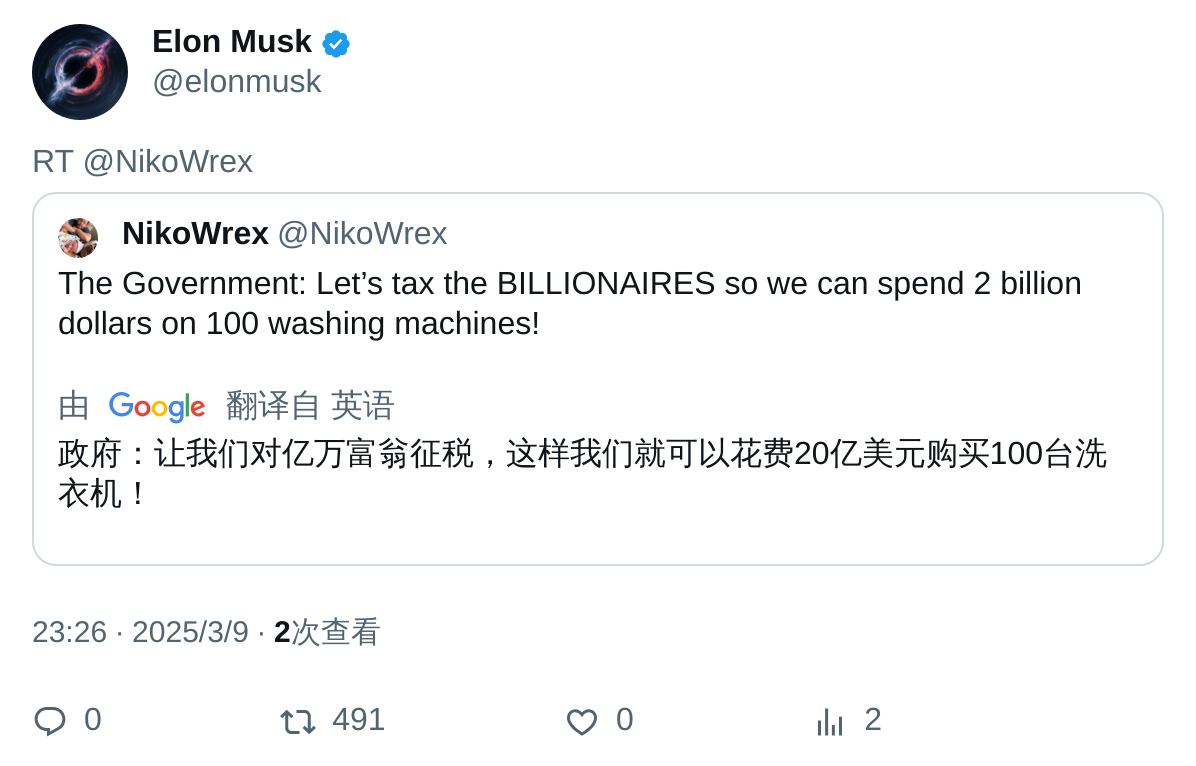 Elon Musk
@elonmusk
RT @NikoWrex
NikoWrex @NikoWrex
The Government: Let’s tax the BILLIONAIRES so we can spend 2 billion
dollars on 100 washing machines!
由 Google 翻译自 英语
政府：让我们对亿万富翁征税，这样我们就可以花费20亿美元购买100台洗
衣机！
23:26 · 2025/3/9 · 2次查看
0 491 0 2